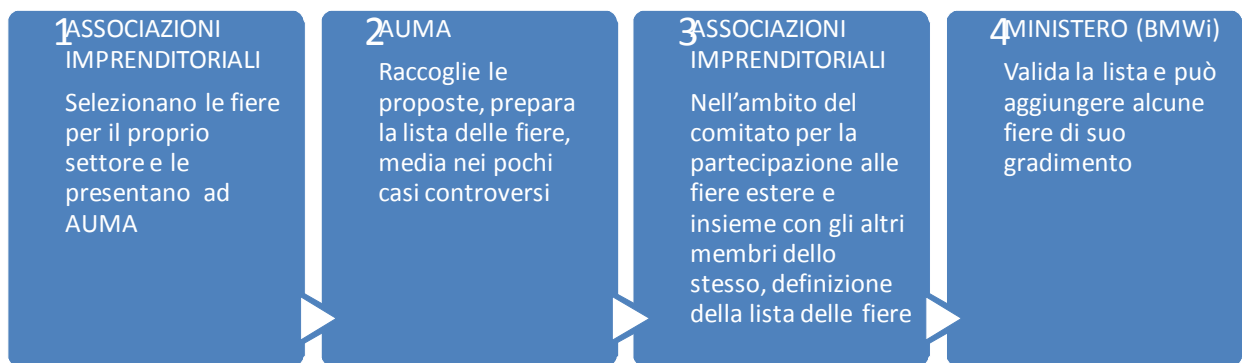 1 ASSOCIAZIONI
IMPRENDITORIALI
Selezionano le fiere
per il proprio
settore e le
presentano ad
AUMA
2 AUMA
Raccoglie le
proposte, prepara
la lista delle fiere,
media nei pochi
casi controversi
3 ASSOCIAZIONI
IMPRENDITORIALI
Nell'ambito del
comitato per la
partecipazione alle
fiere estere e
insieme con gli altri
membri dello
stesso, definizione
della lista delle fiere
4 MINISTERO (BMWi)
Valida la lista e può
aggiungere alcune
fiere di suo
gradimento